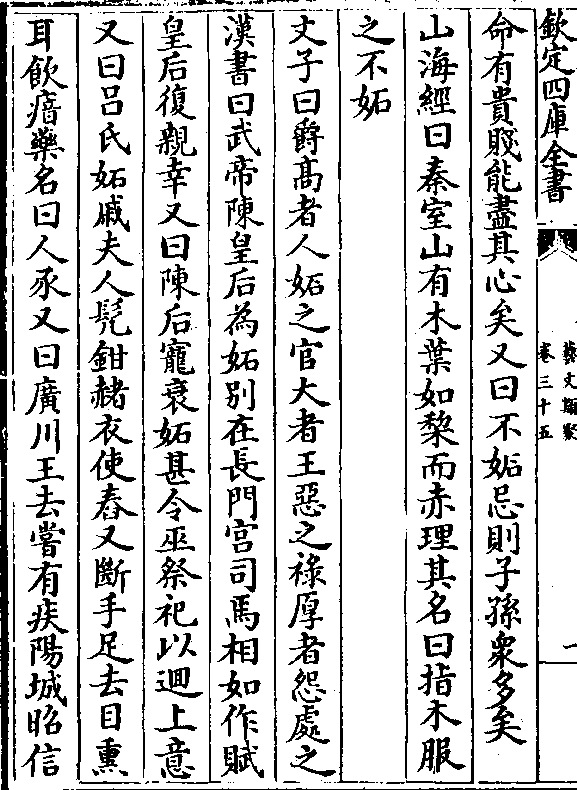 欽定四庫全書
藝文類聚
卷三十五
一
命有貴賤能盡其心矣又曰不妬忌則子孫衆多矣
山海經曰秦室山有木葉如棃而赤理其名曰指木服
之不妬
文子曰爵髙者人妬之官大者王惡之祿厚者怨處之
漢書曰武帝陳皇后為妬别在長門宫司馬相如作賦
皇后復親幸又曰陳后寵衰妬甚令巫祭祀以迴上意
又曰吕氏妬戚夫人髠鉗赭衣使舂又斷手足去目熏
耳飲瘖藥名曰人豕又曰廣川王去嘗有疾陽城昭信